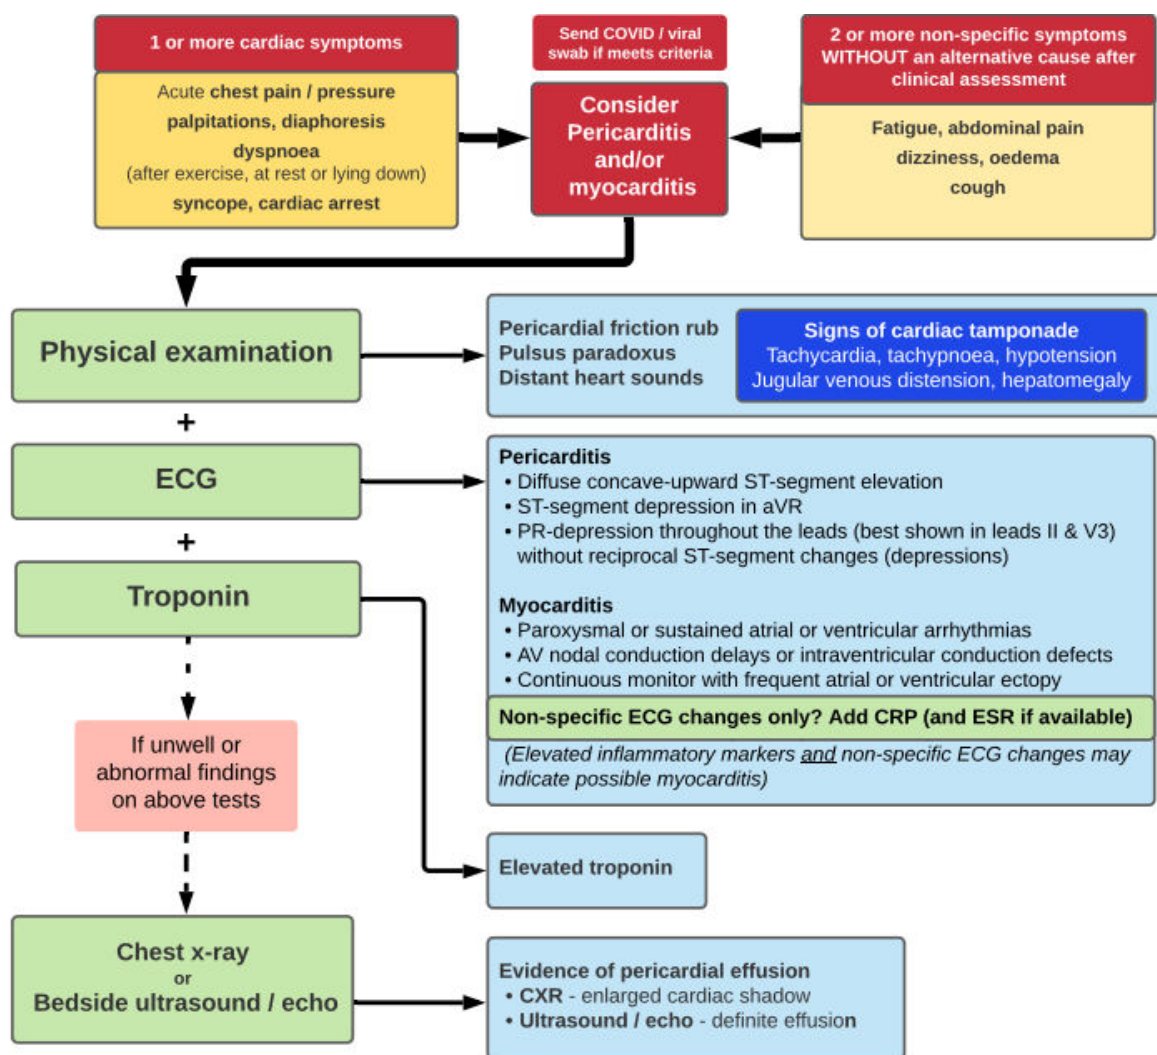 1 or more cardiac symptoms
Acute chest pain / pressure
palpitations, diaphoresis
dyspnoea
(after exercise, at rest or lying down)
syncope, cardiac arrest
Send COVID / viral
swab if meets criteria
Consider
Pericarditis
and/or
myocarditis
2 or more non-specific symptoms
WITHOUT an alternative cause after
clinical assessment
Fatigue, abdominal pain
dizziness, oedema
cough
Physical examination
Pericardial friction rub
Pulsus paradoxus
Distant heart sounds
Signs of cardiac tamponade
Tachycardia, tachypnoea, hypotension
Jugular venous distension, hepatomegaly
+
ECG
Pericarditis
• Diffuse concave-upward ST-segment elevation
• ST-segment depression in aVR
• PR-depression throughout the leads (best shown in leads II & V3)
without reciprocal ST-segment changes (depressions)
Myocarditis
• Paroxysmal or sustained atrial or ventricular arrhythmias
• AV nodal conduction delays or intraventricular conduction defects
• Continuous monitor with frequent atrial or ventricular ectopy
Non-specific ECG changes only? Add CRP (and ESR if available)
(Elevated inflammatory markers and non-specific ECG changes may
indicate possible myocarditis)
+
Troponin
Elevated troponin
If unwell or
abnormal findings
on above tests
Chest x-ray
or
Bedside ultrasound / echo
Evidence of pericardial effusion
• CXR - enlarged cardiac shadow
• Ultrasound / echo - definite effusion